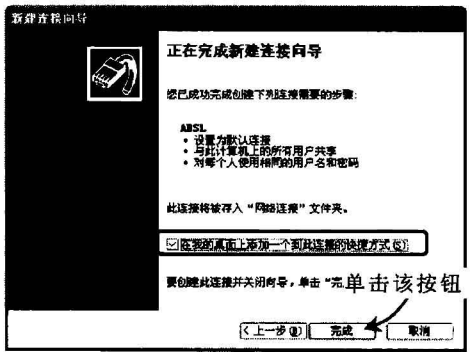 新建连接向导
正在完成新建连接向导
您已成功完成创建下列连接需要的步骤:
ADSL
• 设置为默认连接
• 与此计算机上的所有用户共享
• 对每个人使用相同的用户名和密码
此连接将被存入“网络连接”文件夹。
在我的桌面上添加一个到此连接的快捷方式(S)
要创建此连接并关闭向导,单击“完
单击该按钮
<上一步(B)
完成
取消